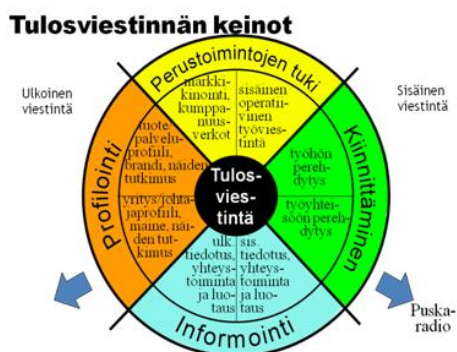 Tulosviestinnän keinot
Ulkoinen
viestintä
Sisäinen
viestintä
Perustoimintojen tuki
markki-
kinointi,
kumppa-
nuus-
verkot
sisäinen
operatii-
vinen
työvies-
tintä
Profilointi
tuote/
palvelu-
profiili,
brandi, näiden
tutkimus
yritys/johta-
japrofiili,
maine, näi-
den tut-
kimus
Tulos-
vies-
tintä
Kiinnittäminen
työhön
pereh-
dytys
työyhtei-
söön pereh-
dytys
ulk.
tiedotus,
yhteys-
toiminta
ja luo-
taus
sis.
tiedotus,
yhteys-
toiminta
ja luo-
taus
Informointi
Puska-
radio